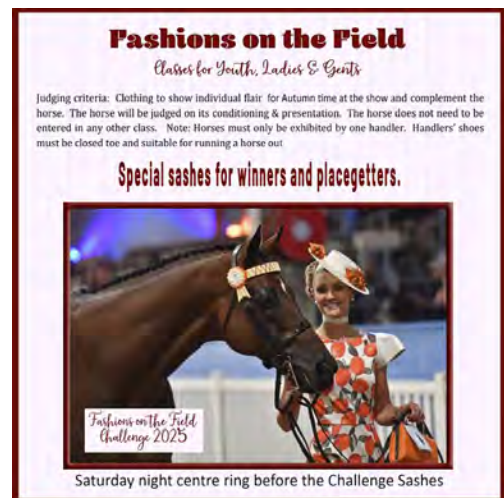 Fashions on the Field
Classes for Youth, Ladies & Gents
Judging criteria: Clothing to show individual flair for Autumn time at the show and complement the
horse. The horse will be judged on its conditioning & presentation. The horse does not need to be
entered in any other class. Note: Horses must only be exhibited by one handler. Handlers' shoes
must be closed toe and suitable for running a horse out
Special sashes for winners and placegetters.
Fashions on the Field
Challenge 2025
Saturday night centre ring before the Challenge Sashes